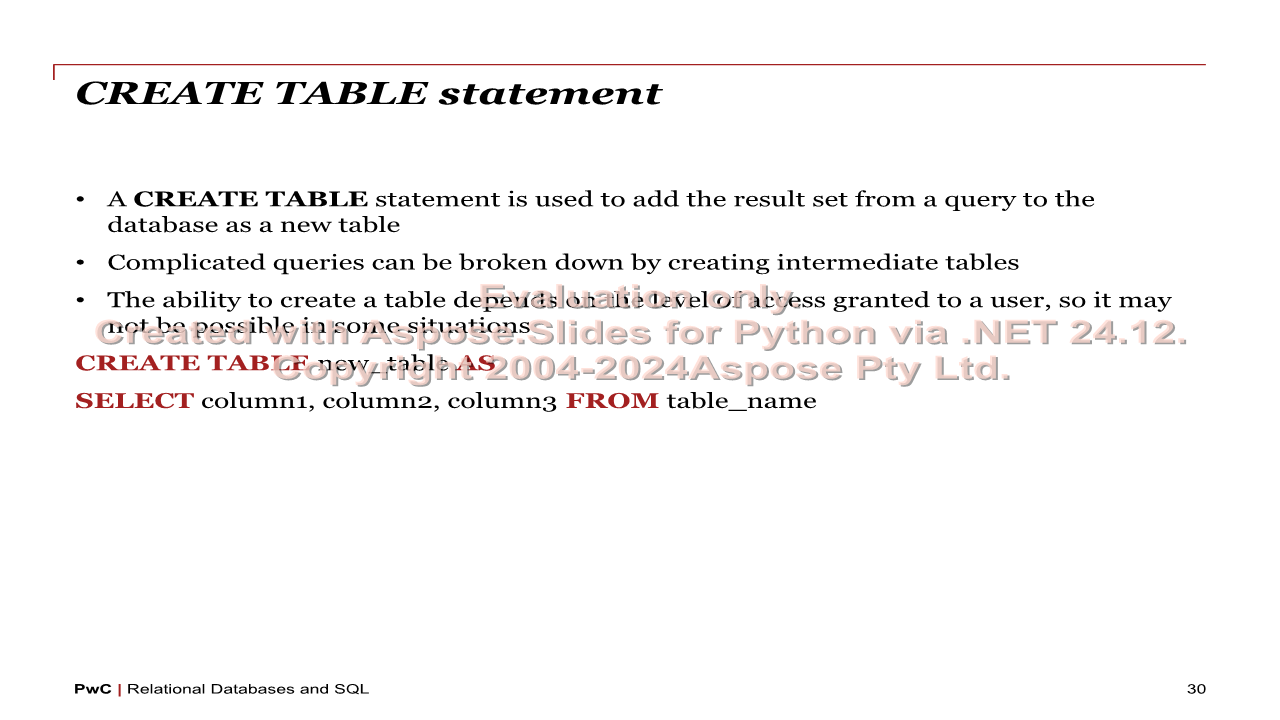 CREATE TABLE statement
• A CREATE TABLE statement is used to add the result set from a query to the
database as a new table
• Complicated queries can be broken down by creating intermediate tables
• The ability to create a table depends on the level of access granted to a user, so it may
not be possible in some situations
Evaluation only.
Created with Aspose.Slides for Python via .NET 24.12.
Copyright 2004-2024Aspose Pty Ltd.
CREATE TABLE new_table AS
SELECT column1, column2, column3 FROM table_name
PwC | Relational Databases and SQL
30